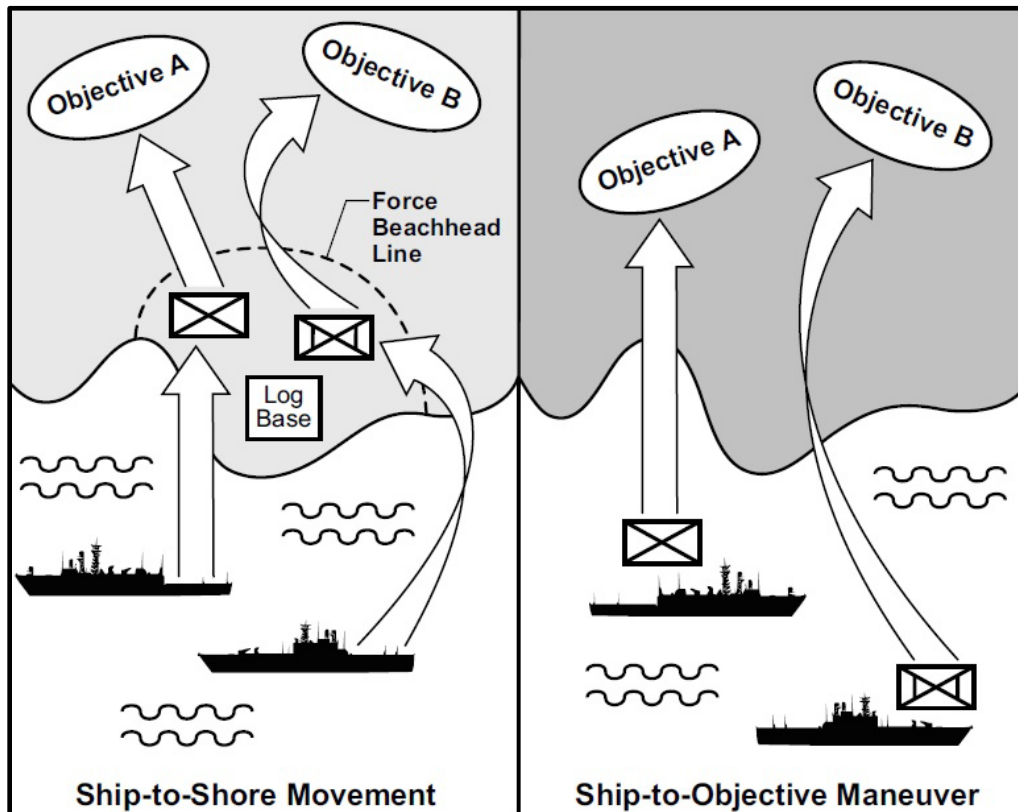 Objective A
Objective B
Force
Beachhead
Line
Log
Base
Ship-to-Shore Movement
Objective A
Objective B
Ship-to-Objective Maneuver